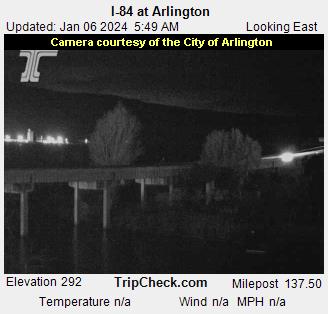 I-84 at Arlington
Updated: Jan 06 2024 5:49 AM Looking East
Camera courtesy of the City of Arlington
Elevation 292 TripCheck.com Milepost 137.50
Temperature n/a Wind n/a MPH n/a